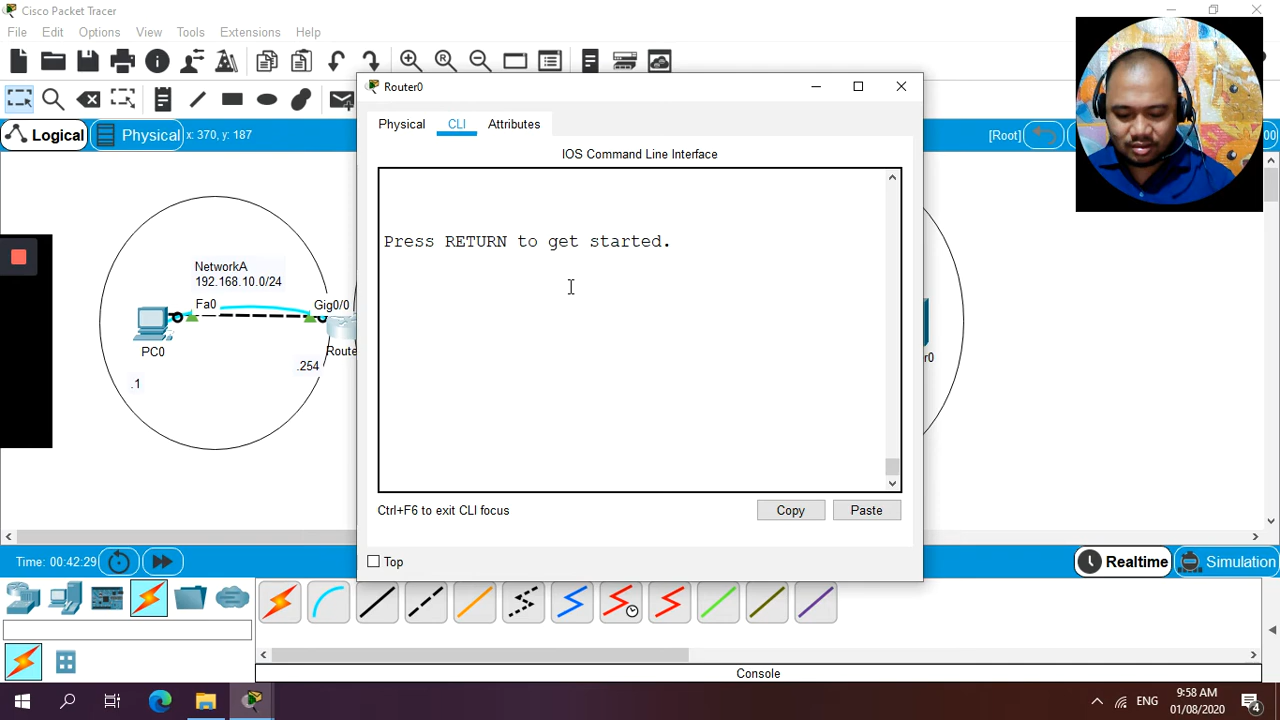 Cisco Packet Tracer
File Edit Options View Tools Extensions Help
Logical Physical x: 370, y: 187 [Root]
Router0
Physical CLI Attributes
IOS Command Line Interface
Press RETURN to get started.
Ctrl+F6 to exit CLI focus
Copy Paste
Top
NetworkA
192.168.10.0/24
Fa0
Gig0/0
PC0
Route
.254
.1
r0
Time: 00:42:29
Realtime Simulation
Console
ENG
9:58 AM
01/08/2020
4